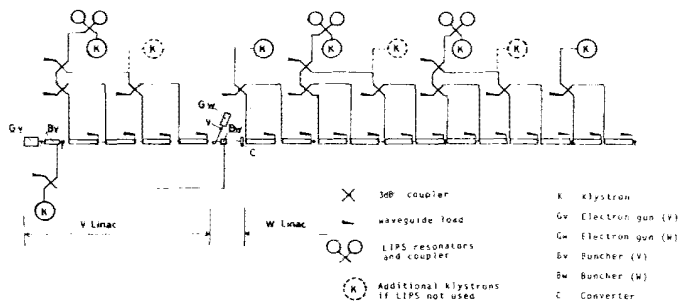 K
K
K
K
K
K
K
K
Gw
V
Bw
Gv
Bv
C
K
V Linac
W Linac
3dB coupler
waveguide load
LIPS resonators
and coupler
K
Additional klystrons
if LIPS not used
K Klystron
Gv Electron gun (V)
Gw Electron gun (W)
Bv Buncher (V)
Bw Buncher (W)
C Converter